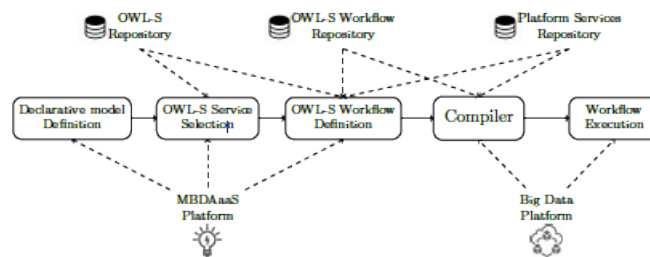 OWL-S
Repository
OWL-S Workflow
Repository
Platform Services
Repository
Declarative model
Definition
OWL-S Service
Selection
OWL-S Workflow
Definition
Compiler
Workflow
Execution
MBDAaaS
Platform
Big Data
Platform